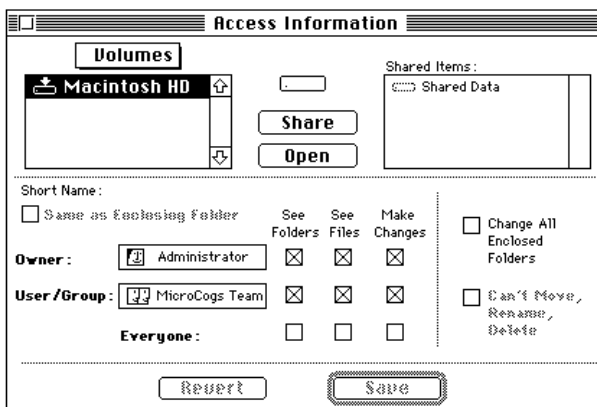 Access Information
Volumes
Macintosh HD
Share
Open
Shared Items:
Shared Data
Short Name:
Same as Enclosing Folder
See Folders
See Files
Make Changes
Owner:
Administrator
User/Group:
MicroCogs Team
Everyone:
Change All
Enclosed
Folders
Can't Move,
Rename,
Delete
Revert
Save